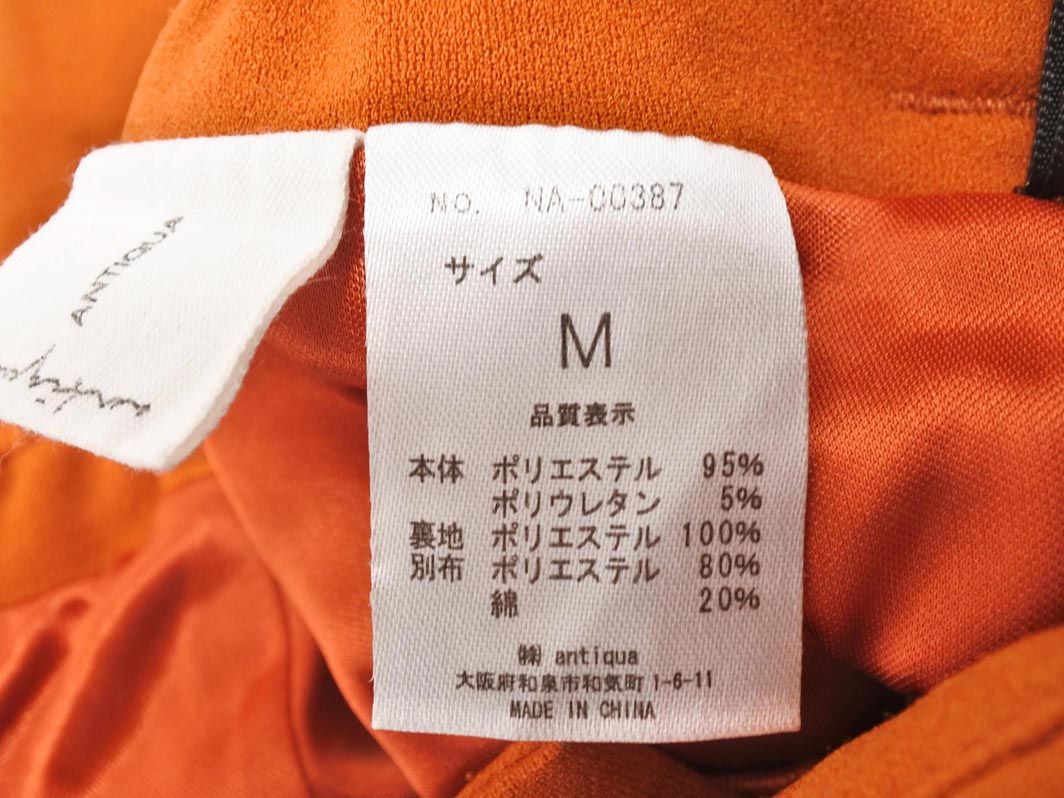 ANTIQUA
NO. NA-00387
サイズ
M
品質表示
本体 ポリエステル 95%
ポリウレタン 5%
裏地 ポリエステル 100%
別布 ポリエステル 80%
綿 20%
㈱ antiqua
大阪府和泉市和気町 1-6-11
MADE IN CHINA